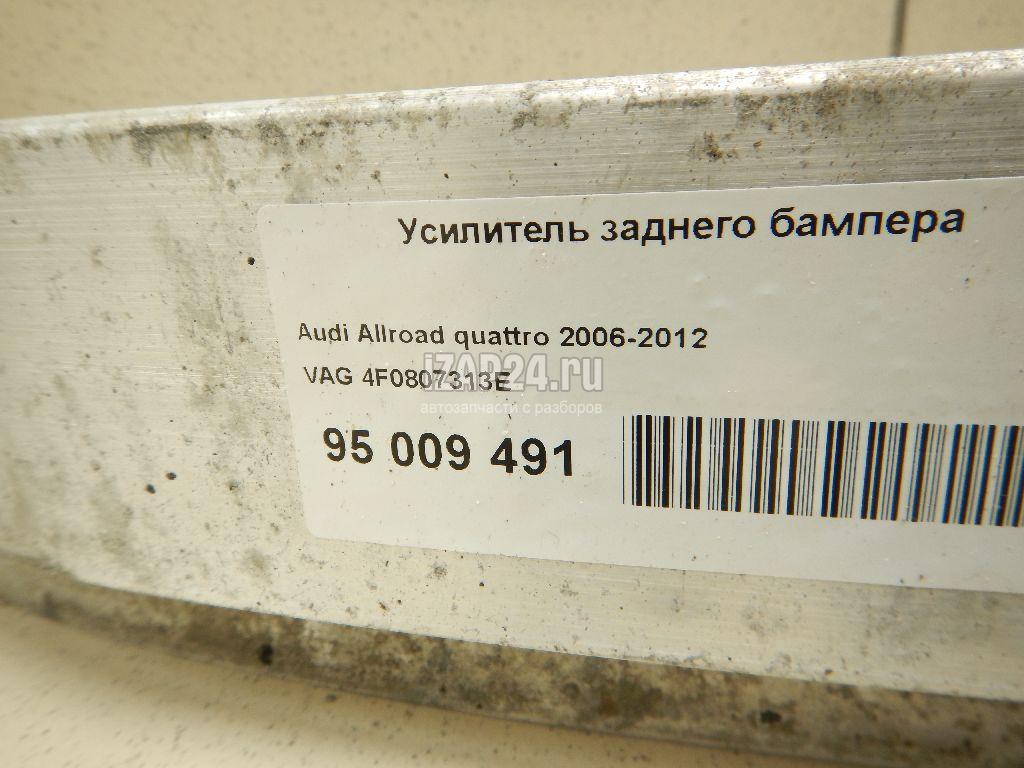 Усилитель заднего бампера
Audi Allroad quattro 2006-2012
VAG 4F0807313E
iZAP24.ru
автозапчасти с разборов
95 009 491